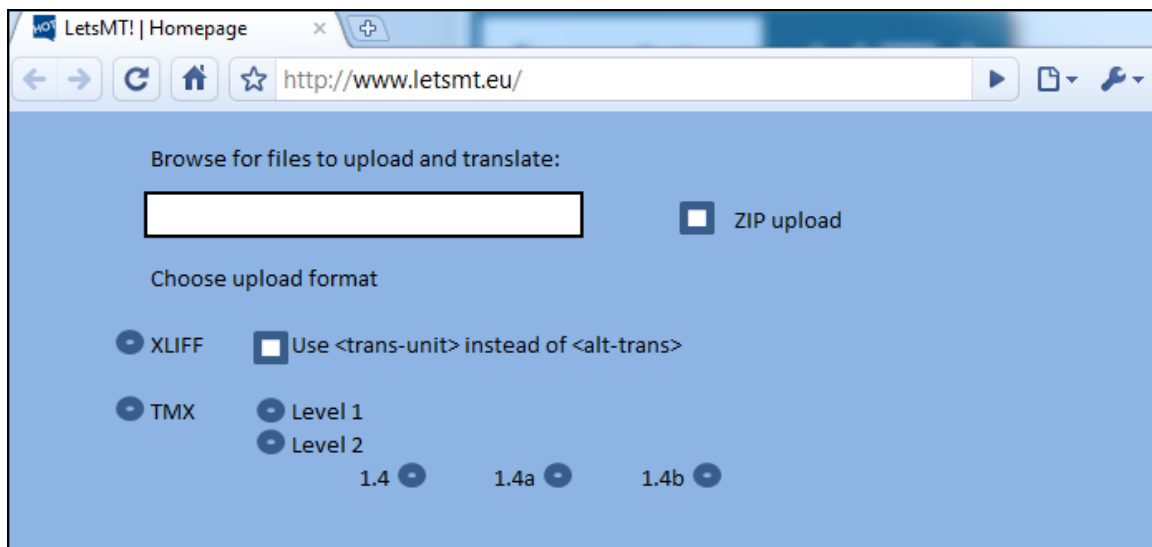 HOT LetsMT! | Homepage
http://www.letsmt.eu/
Browse for files to upload and translate:
ZIP upload
Choose upload format
XLIFF Use <trans-unit> instead of <alt-trans>
TMX Level 1
Level 2
1.4 1.4a 1.4b